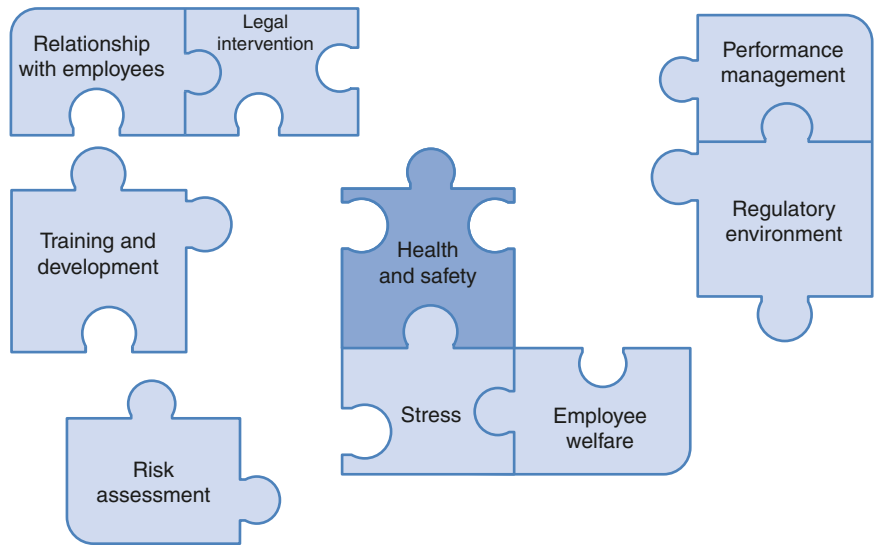 Relationship
with employees
Legal
intervention
Performance
management
Training and
development
Health
and safety
Regulatory
environment
Stress
Employee
welfare
Risk
assessment